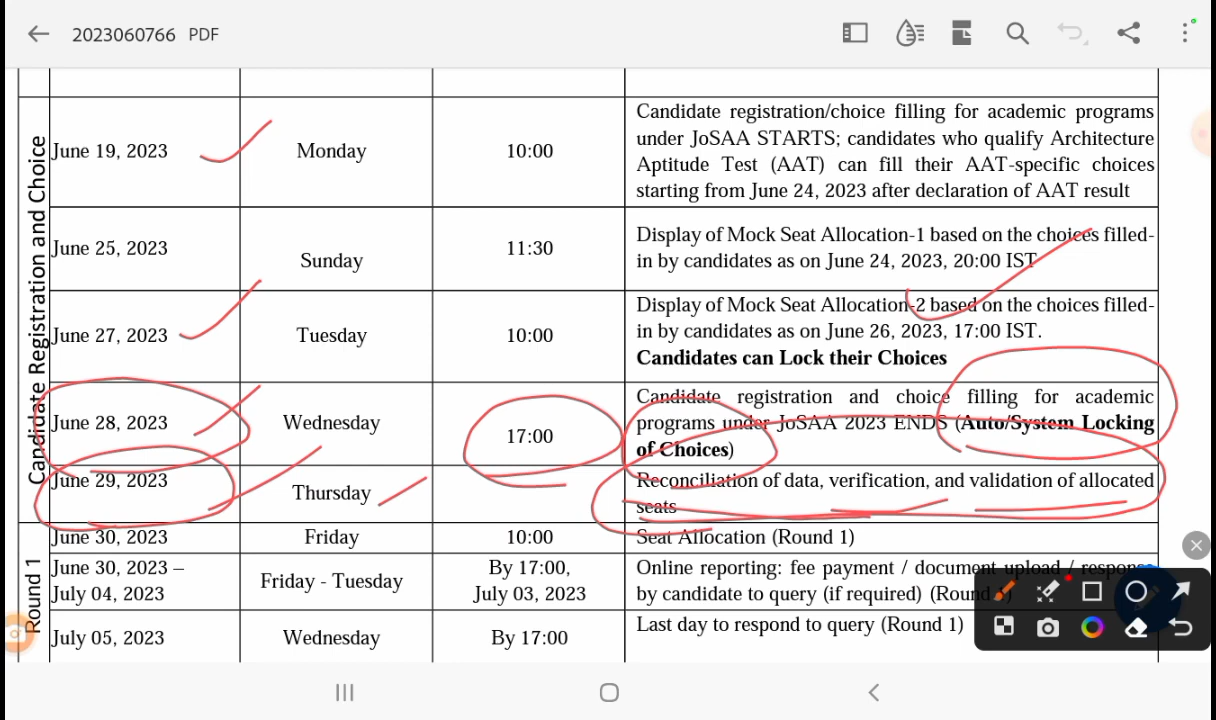 2023060766 PDF
Candidate Registration and Choice
June 19, 2023 Monday 10:00
Candidate registration/choice filling for academic programs
under JoSAA STARTS; candidates who qualify Architecture
Aptitude Test (AAT) can fill their AAT-specific choices
starting from June 24, 2023 after declaration of AAT result
June 25, 2023 Sunday 11:30
Display of Mock Seat Allocation-1 based on the choices filled-
in by candidates as on June 24, 2023, 20:00 IST
June 27, 2023 Tuesday 10:00
Display of Mock Seat Allocation-2 based on the choices filled-
in by candidates as on June 26, 2023, 17:00 IST.
Candidates can Lock their Choices
June 28, 2023 Wednesday 17:00
Candidate registration and choice filling for academic
programs under JoSAA 2023 ENDS (Auto/System Locking
of Choices)
June 29, 2023 Thursday
Reconciliation of data, verification, and validation of allocated
seats
Round 1
June 30, 2023 Friday 10:00 Seat Allocation (Round 1)
June 30, 2023 –
July 04, 2023
Friday - Tuesday
By 17:00,
July 03, 2023
Online reporting: fee payment / document upload / response
by candidate to query (if required) (Round 1)
July 05, 2023 Wednesday By 17:00 Last day to respond to query (Round 1)